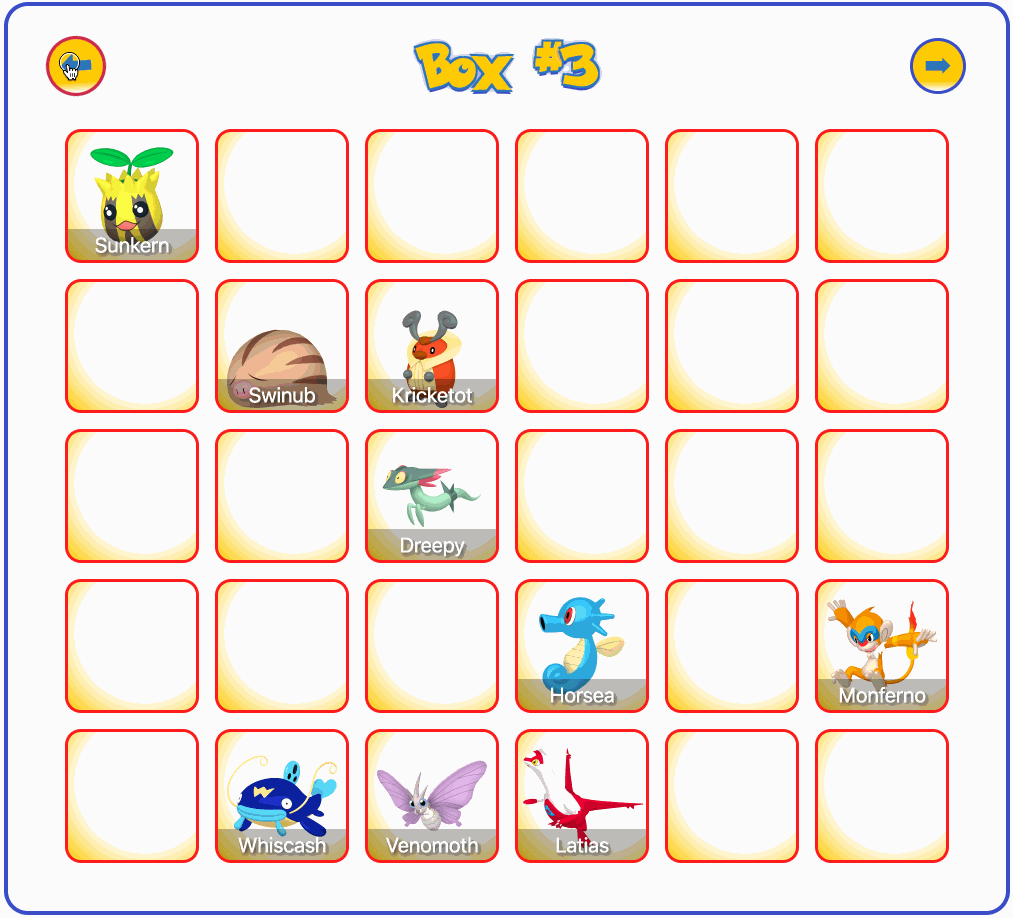 Box #3
Sunkern
Swinub
Kricketot
Dreepy
Horsea
Monferno
Whiscash
Venomoth
Latias